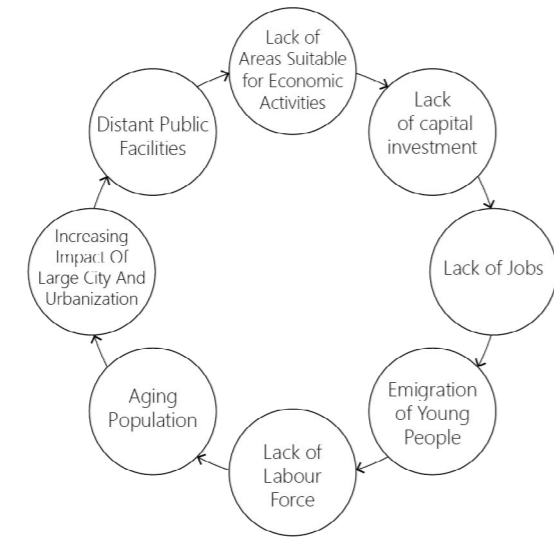 Lack of
Areas Suitable
for Economic
Activities
Lack
of capital
investment
Lack of Jobs
Emigration
of Young
People
Lack of
Labour
Force
Aging
Population
Increasing
Impact Of
Large City And
Urbanization
Distant Public
Facilities